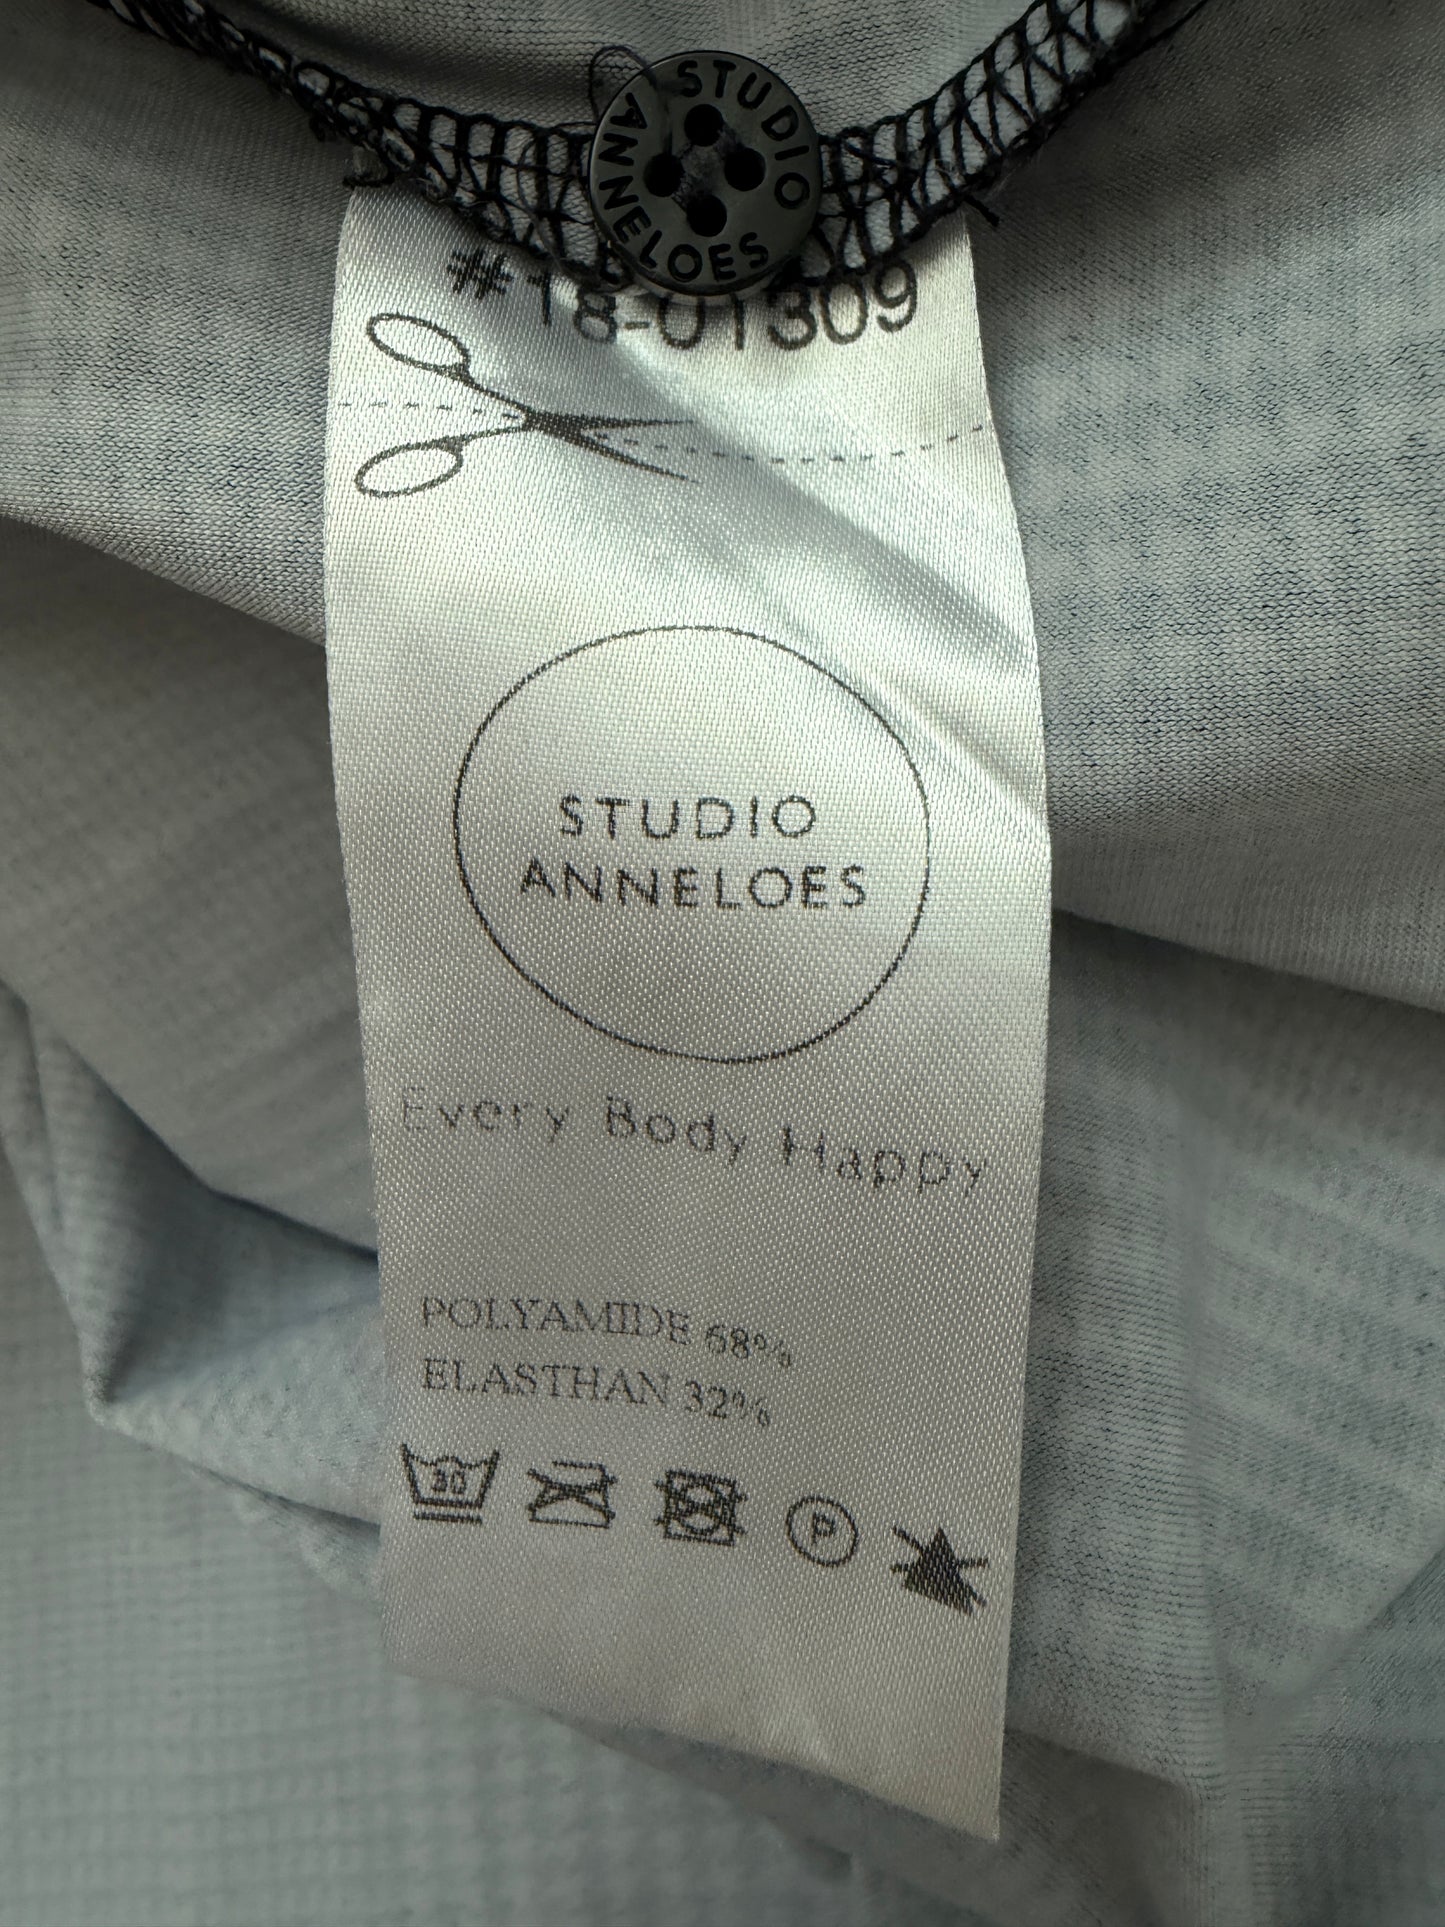 STUDIO ANNELOES
#18-01309
STUDIO
ANNELOES
Every Body Happy
POLYAMIDE 68%
ELASTHAN 32%
30
P